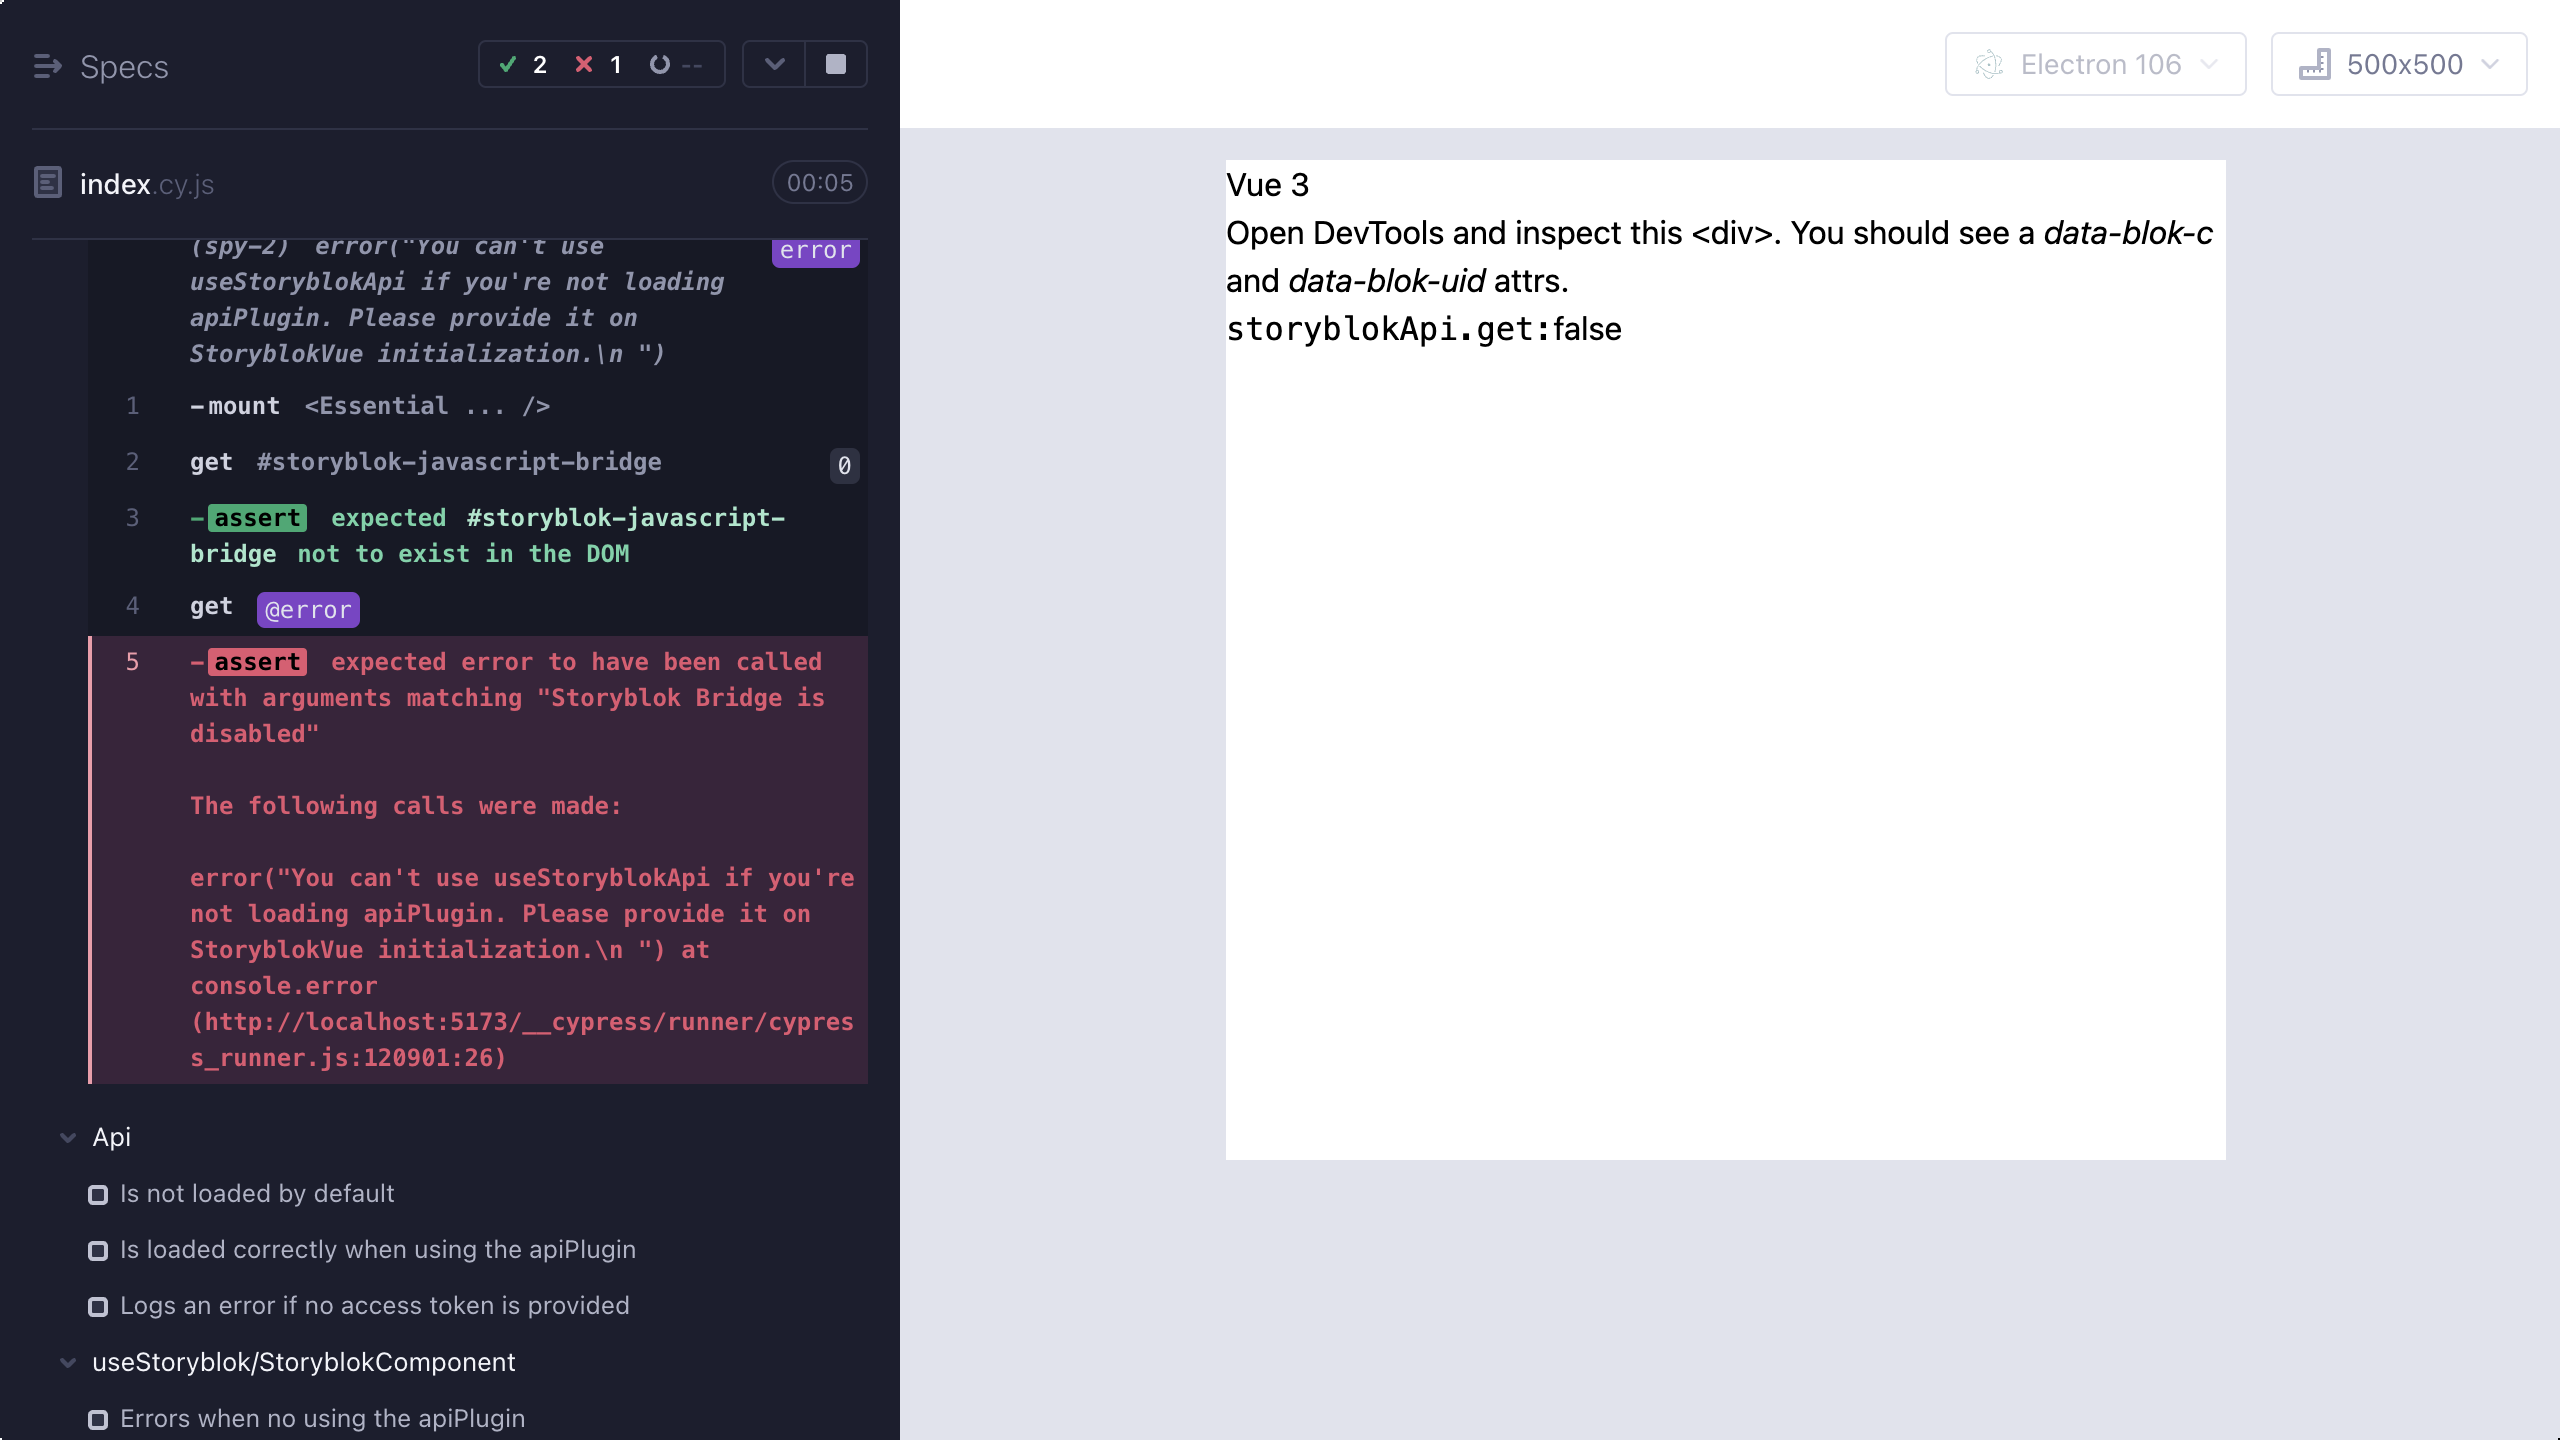 Specs
2 1 --
index.cy.js
00:05
(spy-2) error("You can't use
error
useStoryblokApi if you're not loading
apiPlugin. Please provide it on
StoryblokVue initialization.\n ")
1 -mount <Essential ... />
2 get #storyblok-javascript-bridge 0
3 -assert expected #storyblok-javascript-
bridge not to exist in the DOM
4 get @error
5 -assert expected error to have been called
with arguments matching "Storyblok Bridge is
disabled"
The following calls were made:
error("You can't use useStoryblokApi if you're
not loading apiPlugin. Please provide it on
StoryblokVue initialization.\n ") at
console.error
(http://localhost:5173/__cypress/runner/cypres
s_runner.js:120901:26)
Api
Is not loaded by default
Is loaded correctly when using the apiPlugin
Logs an error if no access token is provided
useStoryblok/StoryblokComponent
Errors when no using the apiPlugin
Electron 106
500x500
Vue 3
Open DevTools and inspect this <div>. You should see a data-blok-c
and data-blok-uid attrs.
storyblokApi.get:false